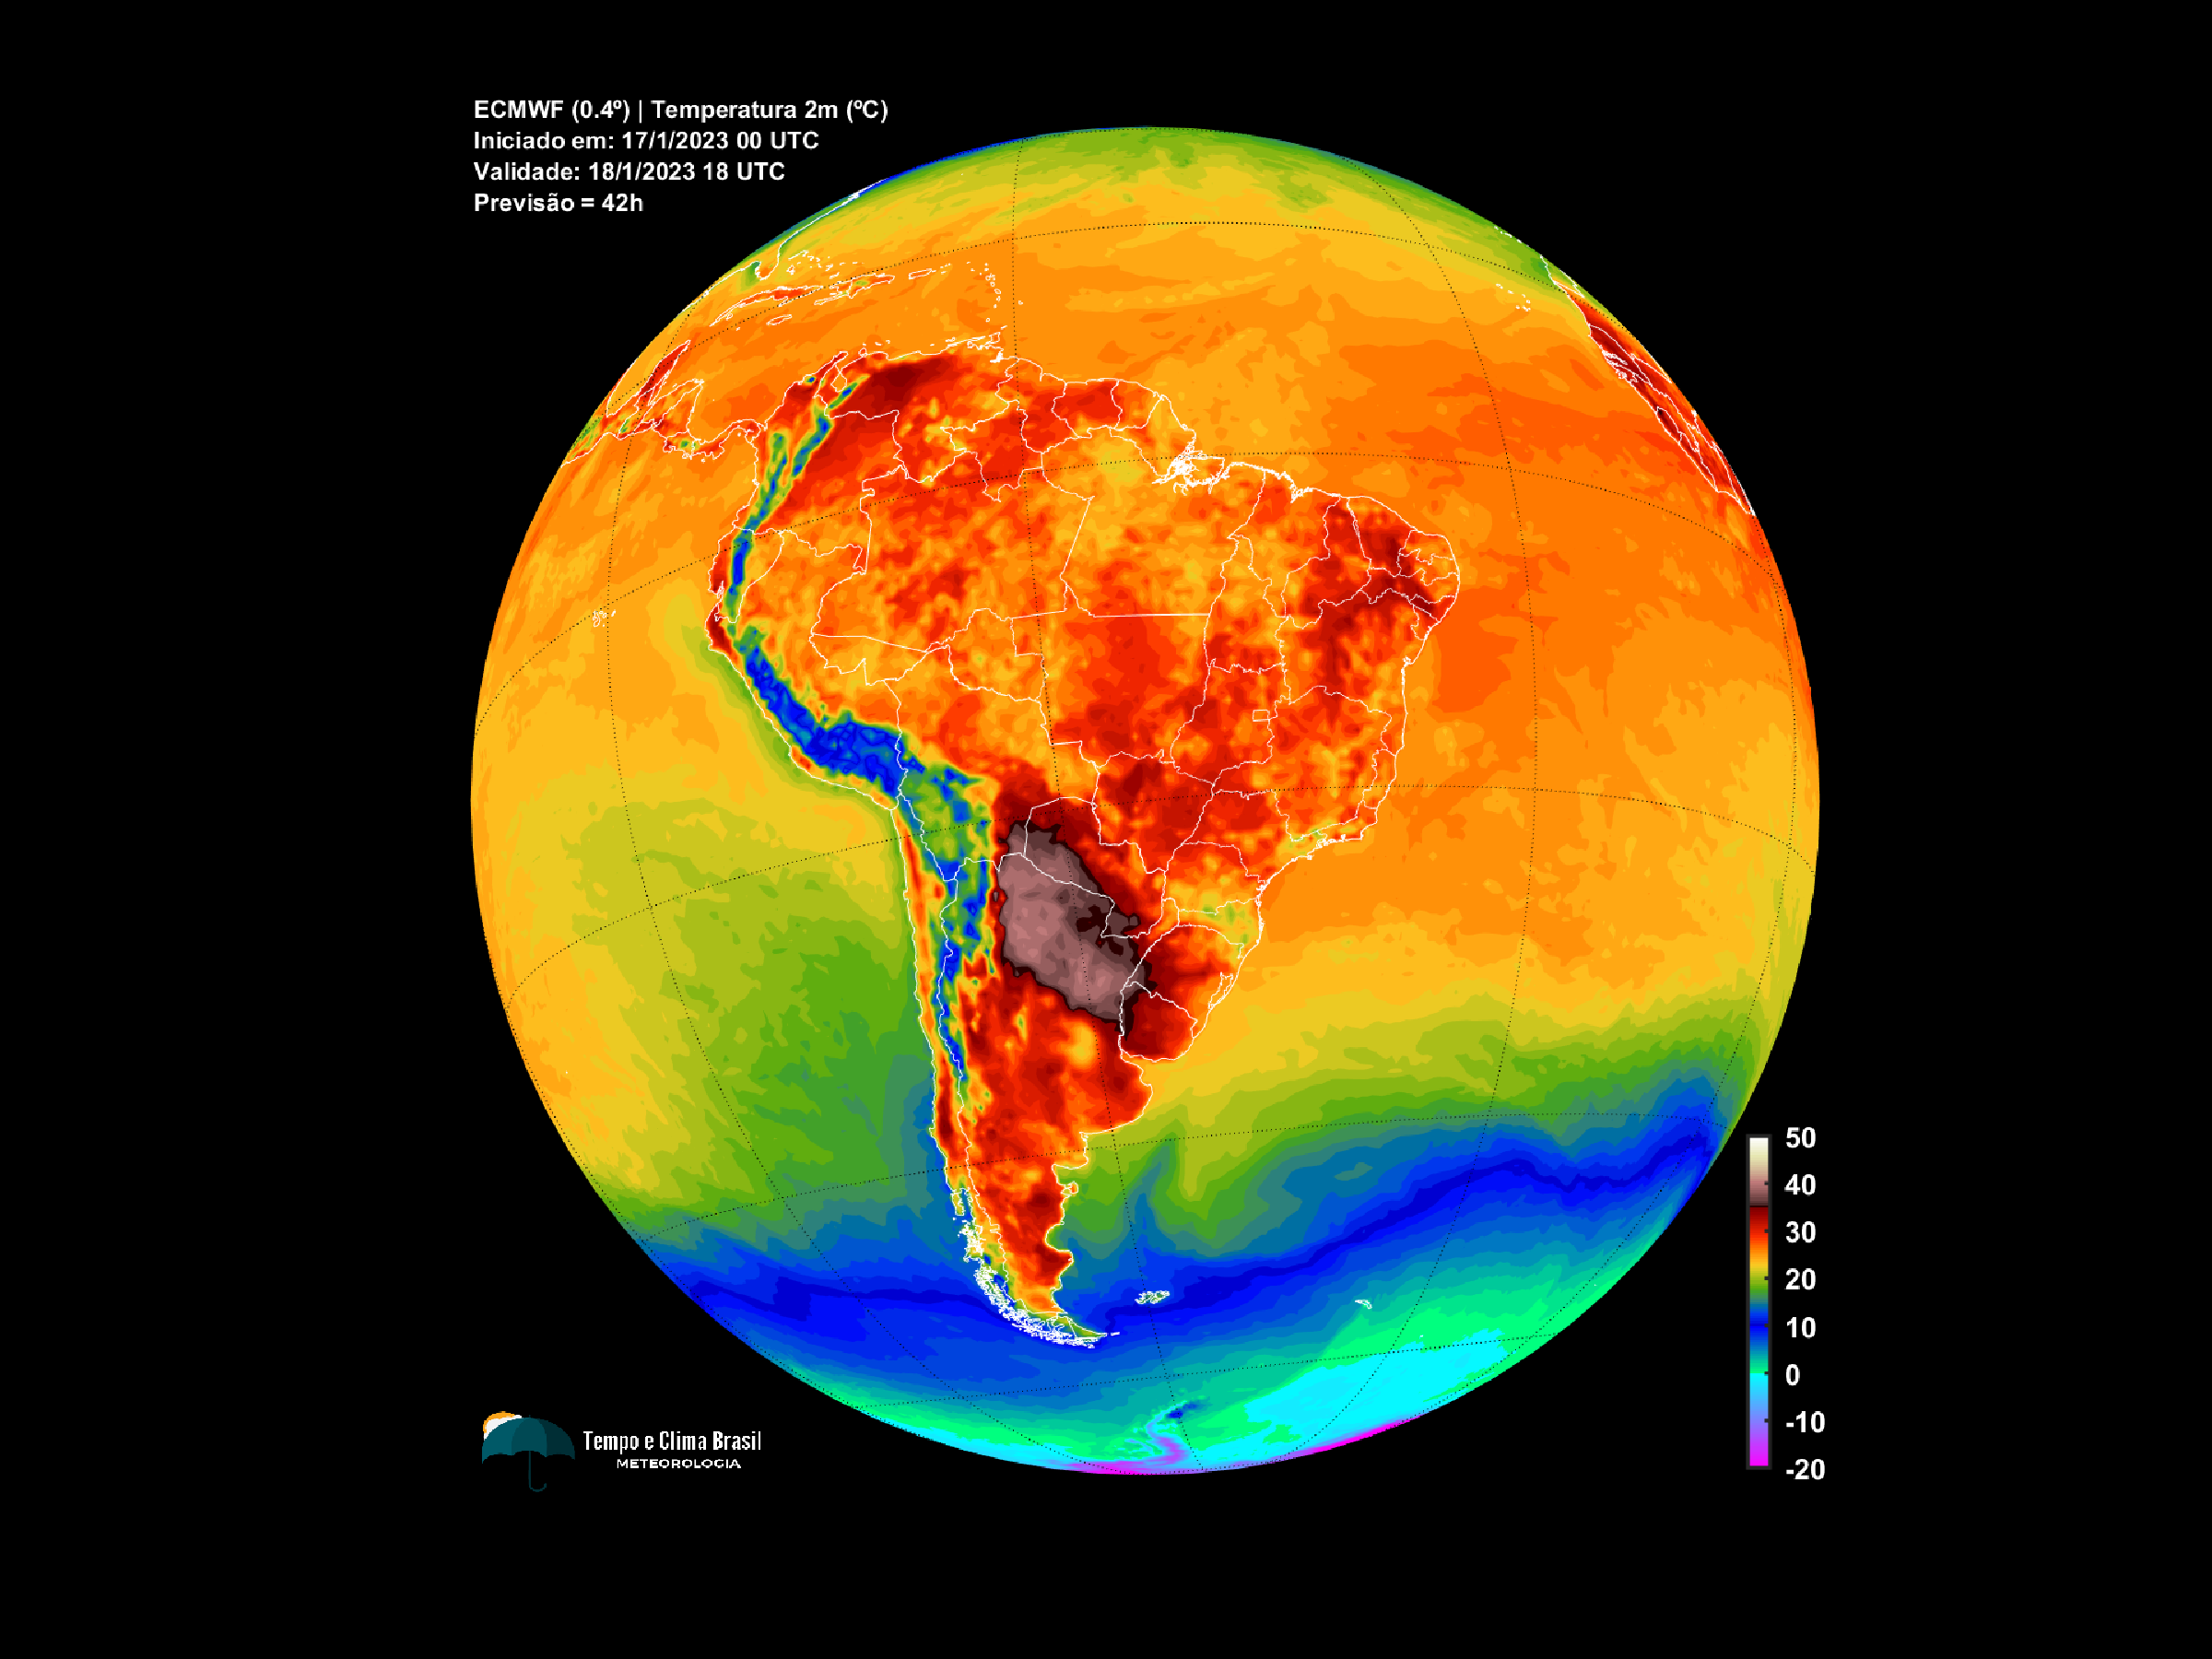 ECMWF (0.4º) | Temperatura 2m (ºC)
Iniciado em: 17/1/2023 00 UTC
Validade: 18/1/2023 18 UTC
Previsão = 42h
50
40
30
20
10
0
-10
-20
Tempo e Clima Brasil
METEOROLOGIA